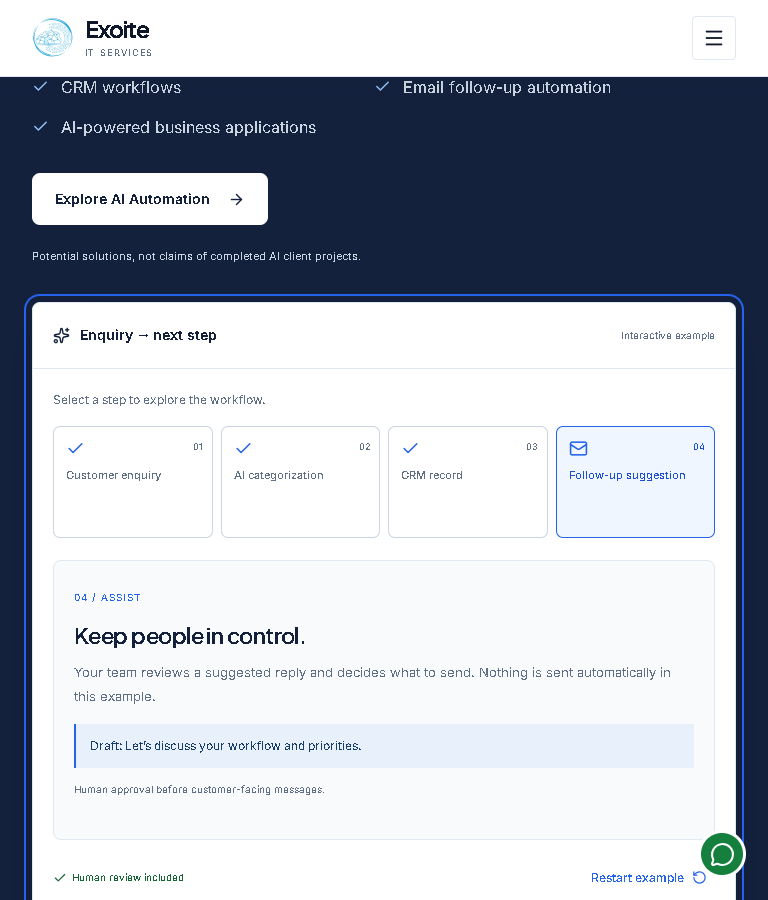 Exoite
IT SERVICES
CRM workflows
Email follow-up automation
AI-powered business applications
Explore AI Automation
Potential solutions, not claims of completed AI client projects.
Enquiry → next step
Interactive example
Select a step to explore the workflow.
01
Customer enquiry
02
AI categorization
03
CRM record
04
Follow-up suggestion
04 / ASSIST
Keep people in control.
Your team reviews a suggested reply and decides what to send. Nothing is sent automatically in
this example.
Draft: Let's discuss your workflow and priorities.
Human approval before customer-facing messages.
Human review included
Restart example